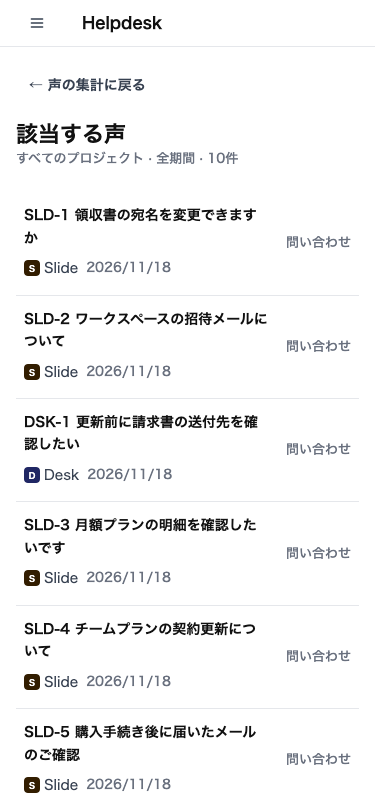 Helpdesk
← 声の集計に戻る
該当する声
すべてのプロジェクト · 全期間 · 10件
SLD-1 領収書の宛名を変更できます
か
問い合わせ
S Slide 2026/11/18
SLD-2 ワークスペースの招待メールに
ついて
問い合わせ
S Slide 2026/11/18
DSK-1 更新前に請求書の送付先を確
認したい
問い合わせ
D Desk 2026/11/18
SLD-3 月額プランの明細を確認した
いです
問い合わせ
S Slide 2026/11/18
SLD-4 チームプランの契約更新につ
いて
問い合わせ
S Slide 2026/11/18
SLD-5 購入手続き後に届いたメール
のご確認
問い合わせ
S Slide 2026/11/18